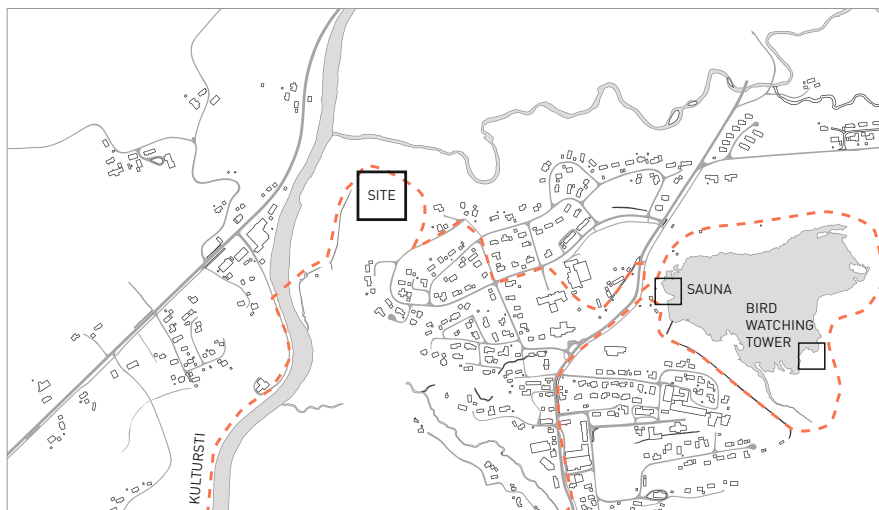 SITE
SAUNA
BIRD
WATCHING
TOWER
KULTURSTI